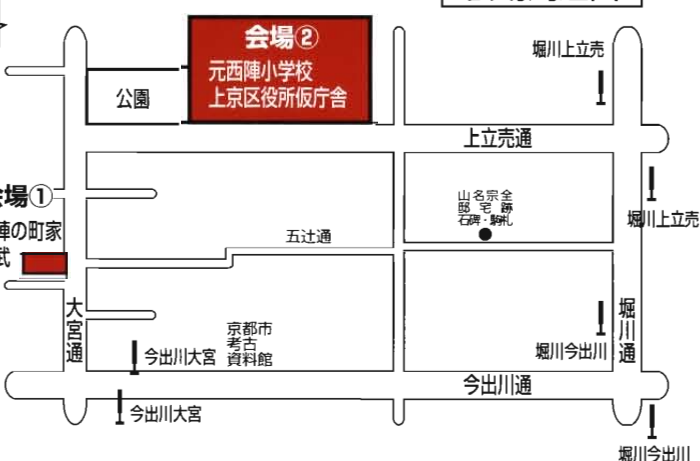 会場②
元西陣小学校
上京区役所仮庁舎
公園
堀川上立売
上立売通
会場①
陣の町家
武
山名宗全
邸宅跡
石碑・駒札
堀川上立売
五辻通
大宮通
京都市
考古
資料館
今出川大宮
堀川今出川
堀川通
今出川通
今出川大宮
堀川今出川